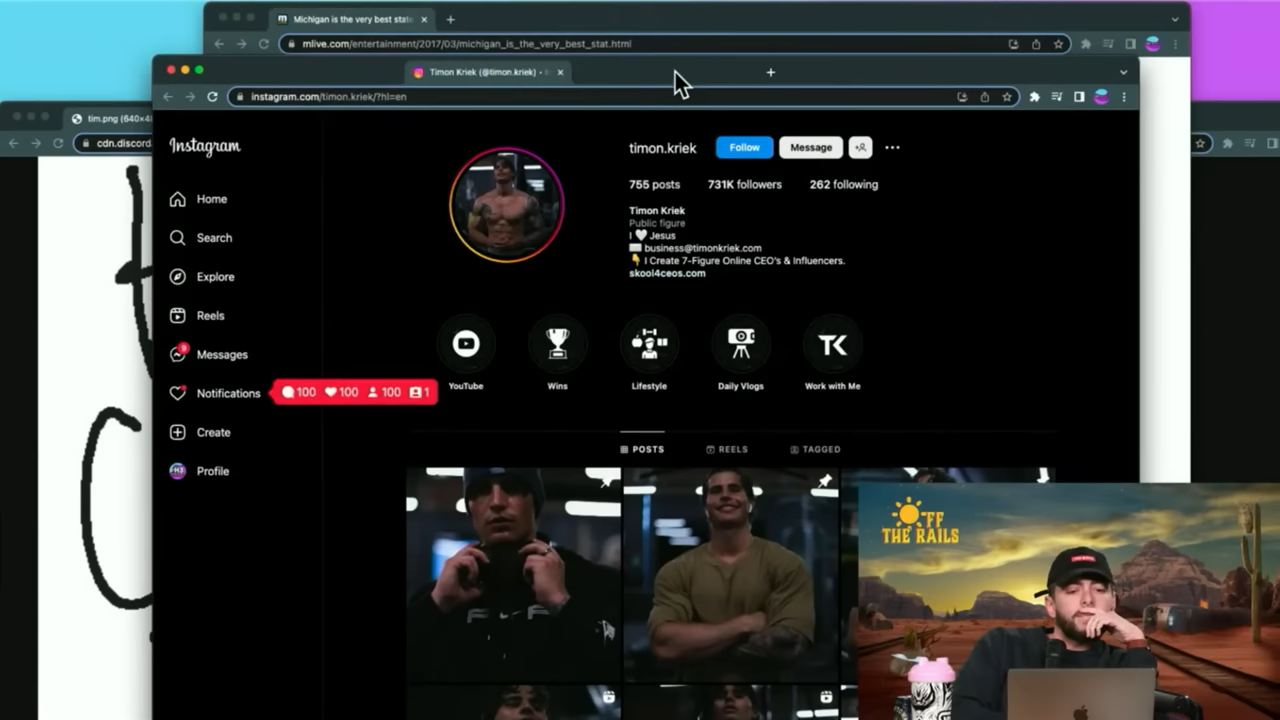 Michigan is the very best stat
mlive.com/entertainment/2017/03/michigan_is_the_very_best_stat.html
Timon Kriek (@timon.kriek) •
instagram.com/timon.kriek/?hl=en
tim.png (640×4
cdn.discord
Instagram
timon.kriek
Follow
Message
755 posts
731K followers
262 following
Home
Timon Kriek
Public figure
I 🤍 Jesus
Search
business@timonkriek.com
👇 I Create 7-Figure Online CEO's & Influencers.
skool4ceos.com
Explore
Reels
9
Messages
Notifications
100
100
100
1
TK
YouTube
Wins
Lifestyle
Daily Vlogs
Work with Me
Create
POSTS
REELS
TAGGED
Profile
OFF
THE RAILS